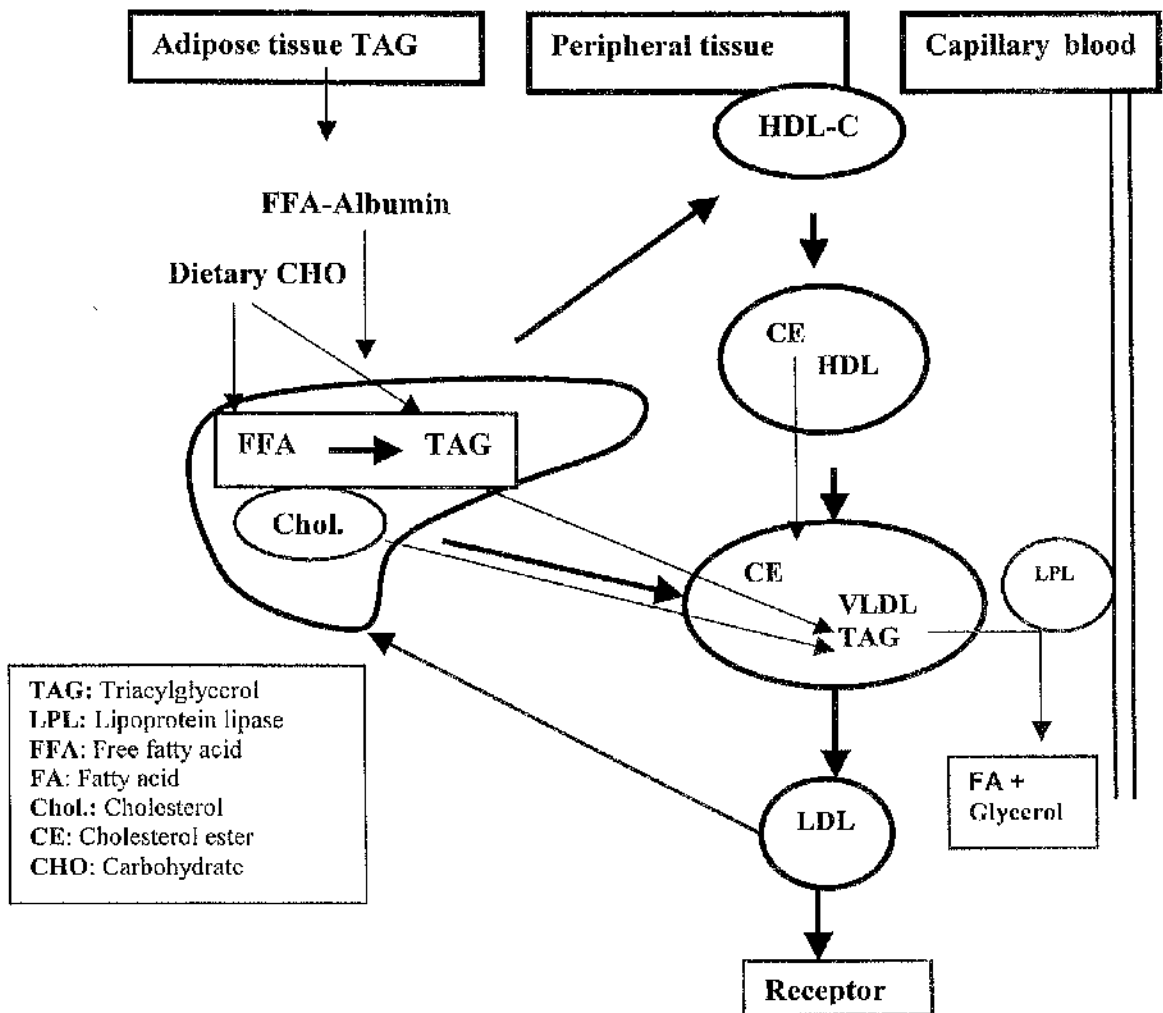 Adipose tissue TAG
Peripheral tissue
Capillary blood
HDL-C
FFA-Albumin
Dietary CHO
CE
HDL
FFA
TAG
Chol.
CE
VLDL
TAG
LPL
TAG: Triacylglycerol
LPL: Lipoprotein lipase
FFA: Free fatty acid
FA: Fatty acid
Chol.: Cholesterol
CE: Cholesterol ester
CHO: Carbohydrate
FA +
Glycerol
LDL
Receptor